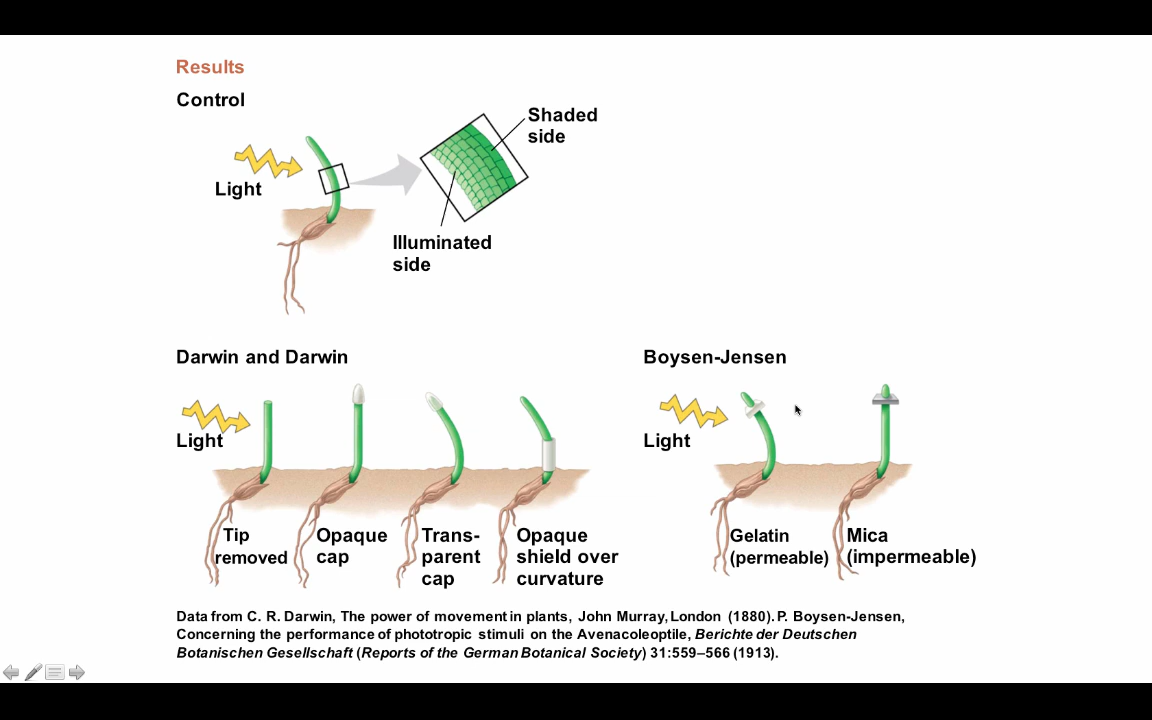 Results
Control
Shaded
side
Light
Illuminated
side
Darwin and Darwin
Light
Tip
removed
Opaque
cap
Trans-
parent
cap
Opaque
shield over
curvature
Boysen-Jensen
Light
Gelatin
(permeable)
Mica
(impermeable)
Data from C. R. Darwin, The power of movement in plants, John Murray, London (1880). P. Boysen-Jensen,
Concerning the performance of phototropic stimuli on the Avenacoleoptile, Berichte der Deutschen
Botanischen Gesellschaft (Reports of the German Botanical Society) 31:559–566 (1913).